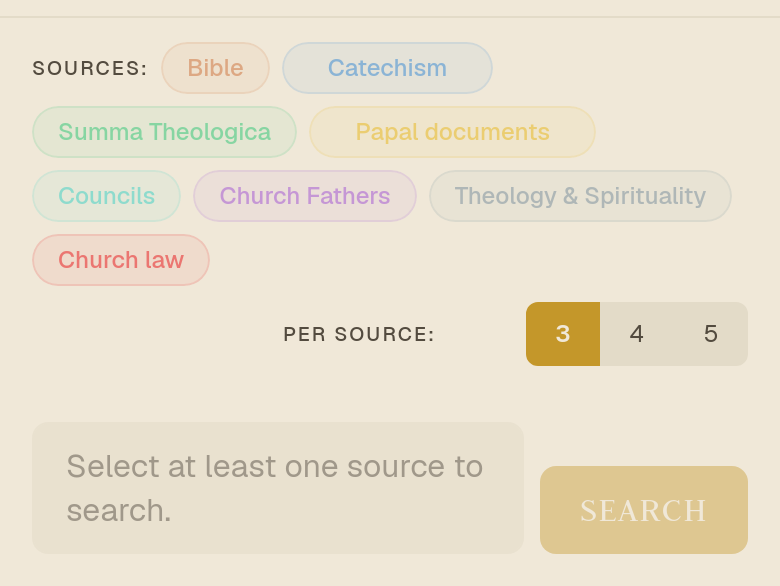 SOURCES: Bible Catechism
Summa Theologica Papal documents
Councils Church Fathers Theology & Spirituality
Church law
PER SOURCE: 3 4 5
Select at least one source to
search.
SEARCH